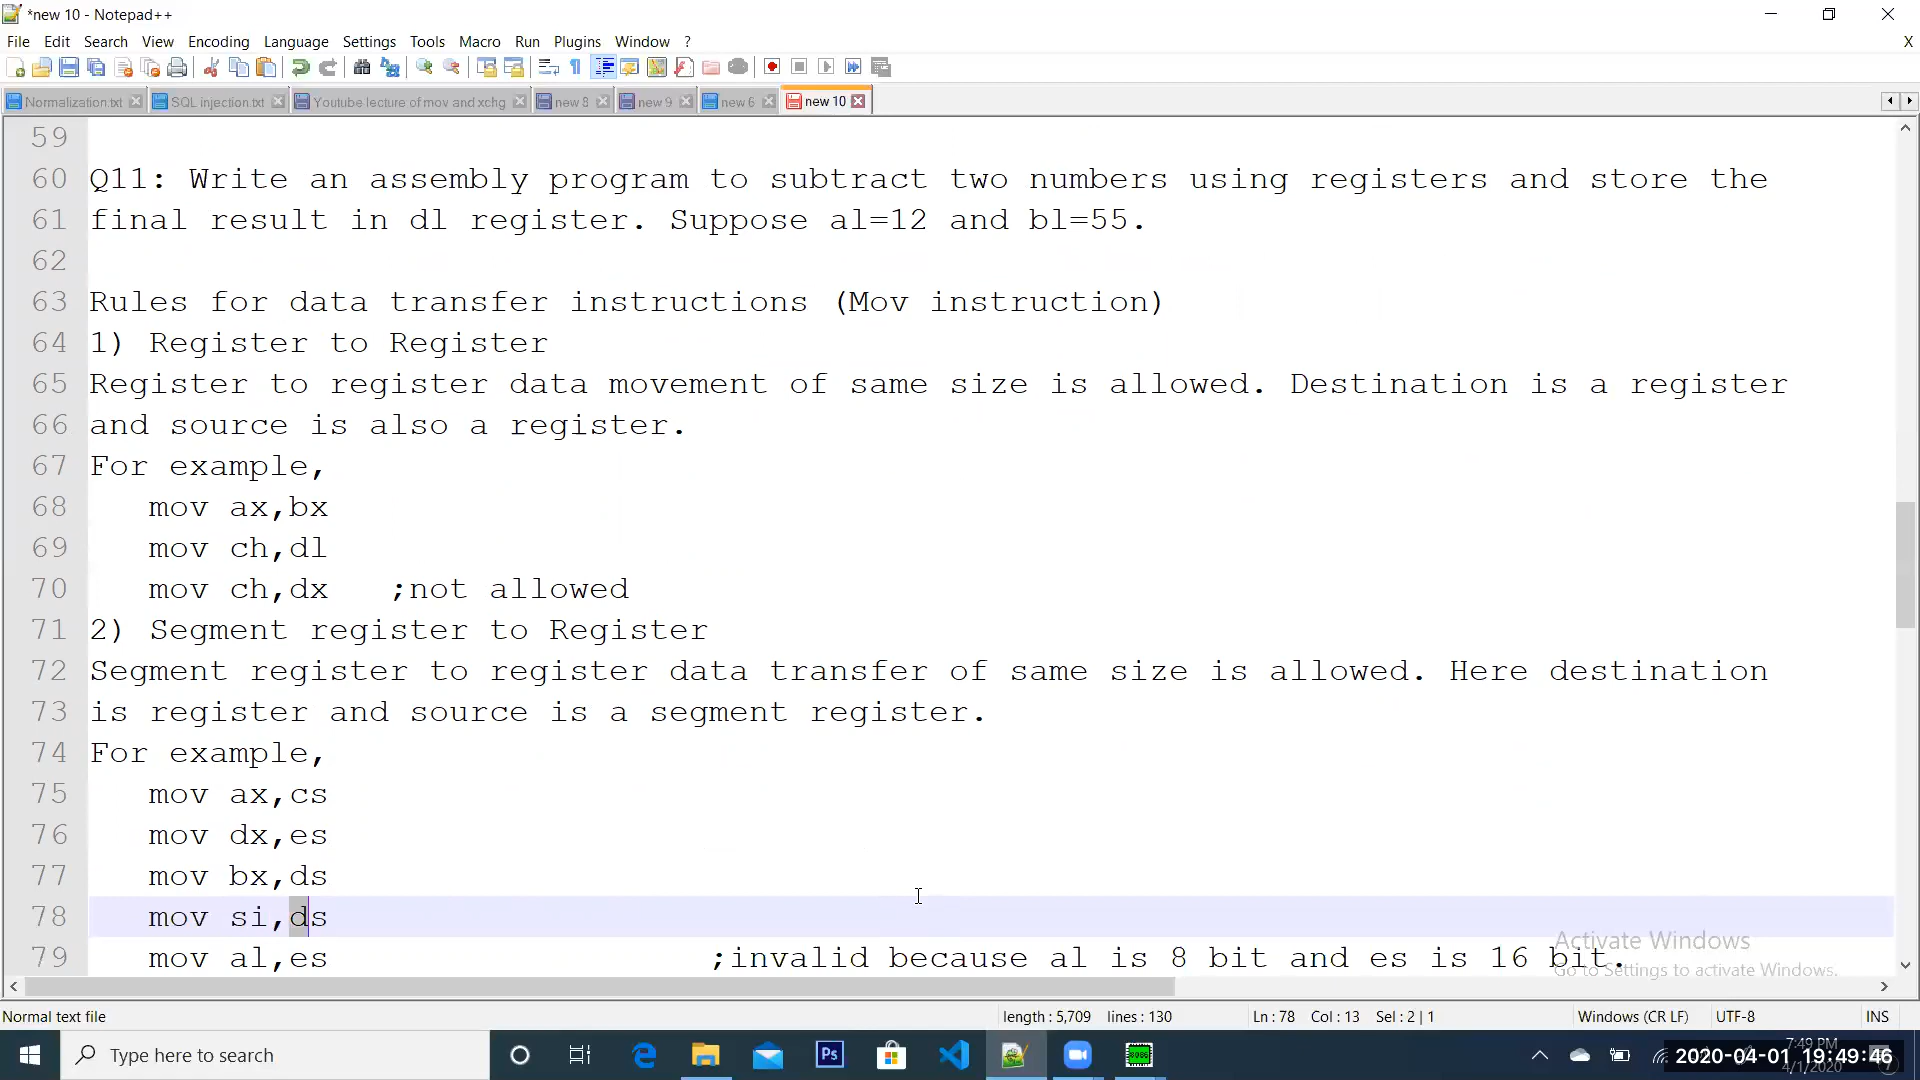 *new 10 - Notepad++
File Edit Search View Encoding Language Settings Tools Macro Run Plugins Window ? X
Normalization.txt SQL injection.txt Youtube lecture of mov and xchg new 8 new 9 new 6 new 10
59
60 Q11: Write an assembly program to subtract two numbers using registers and store the
61 final result in dl register. Suppose al=12 and bl=55.
62
63 Rules for data transfer instructions (Mov instruction)
64 1) Register to Register
65 Register to register data movement of same size is allowed. Destination is a register
66 and source is also a register.
67 For example,
68 mov ax,bx
69 mov ch,dl
70 mov ch,dx ;not allowed
71 2) Segment register to Register
72 Segment register to register data transfer of same size is allowed. Here destination
73 is register and source is a segment register.
74 For example,
75 mov ax,cs
76 mov dx,es
77 mov bx,ds
78 mov si,ds
79 mov al,es ;invalid because al is 8 bit and es is 16 bit.
Activate Windows
Go to Settings to activate Windows.
Normal text file length : 5,709 lines : 130 Ln : 78 Col : 13 Sel : 2 | 1 Windows (CR LF) UTF-8 INS
Type here to search
Ps
8086
7:49 PM
2020-04-01 19:49:46
4/1/2020